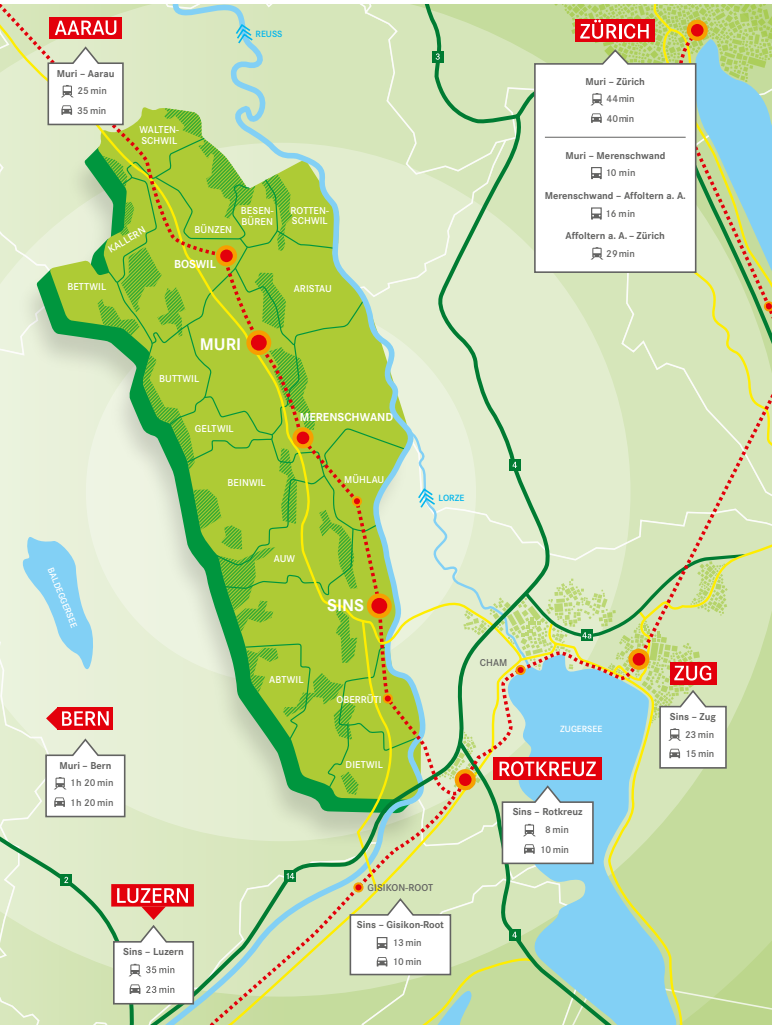 AARAU
Muri – Aarau
25 min
35 min
REUSS
3
ZÜRICH
Muri – Zürich
44 min
40 min
Muri – Merenschwand
10 min
Merenschwand – Affoltern a. A.
16 min
Affoltern a. A. – Zürich
29 min
WALTEN-
SCHWIL
BESEN-
BÜREN
ROTTEN-
SCHWIL
BÜNZEN
KALLERN
BOSWIL
BETTWIL
ARISTAU
MURI
BUTTWIL
GELTWIL
MERENSCHWAND
BEINWIL
MÜHLAU
4
LORZE
AUW
BALDEGGERSEE
SINS
4a
CHAM
ABTWIL
OBERRÜTI
ZUG
Sins – Zug
23 min
15 min
ZUGERSEE
BERN
Muri – Bern
1h 20 min
1h 20 min
DIETWIL
ROTKREUZ
Sins – Rotkreuz
8 min
10 min
2
14
GISIKON-ROOT
Sins – Gisikon-Root
13 min
10 min
4
LUZERN
Sins – Luzern
35 min
23 min